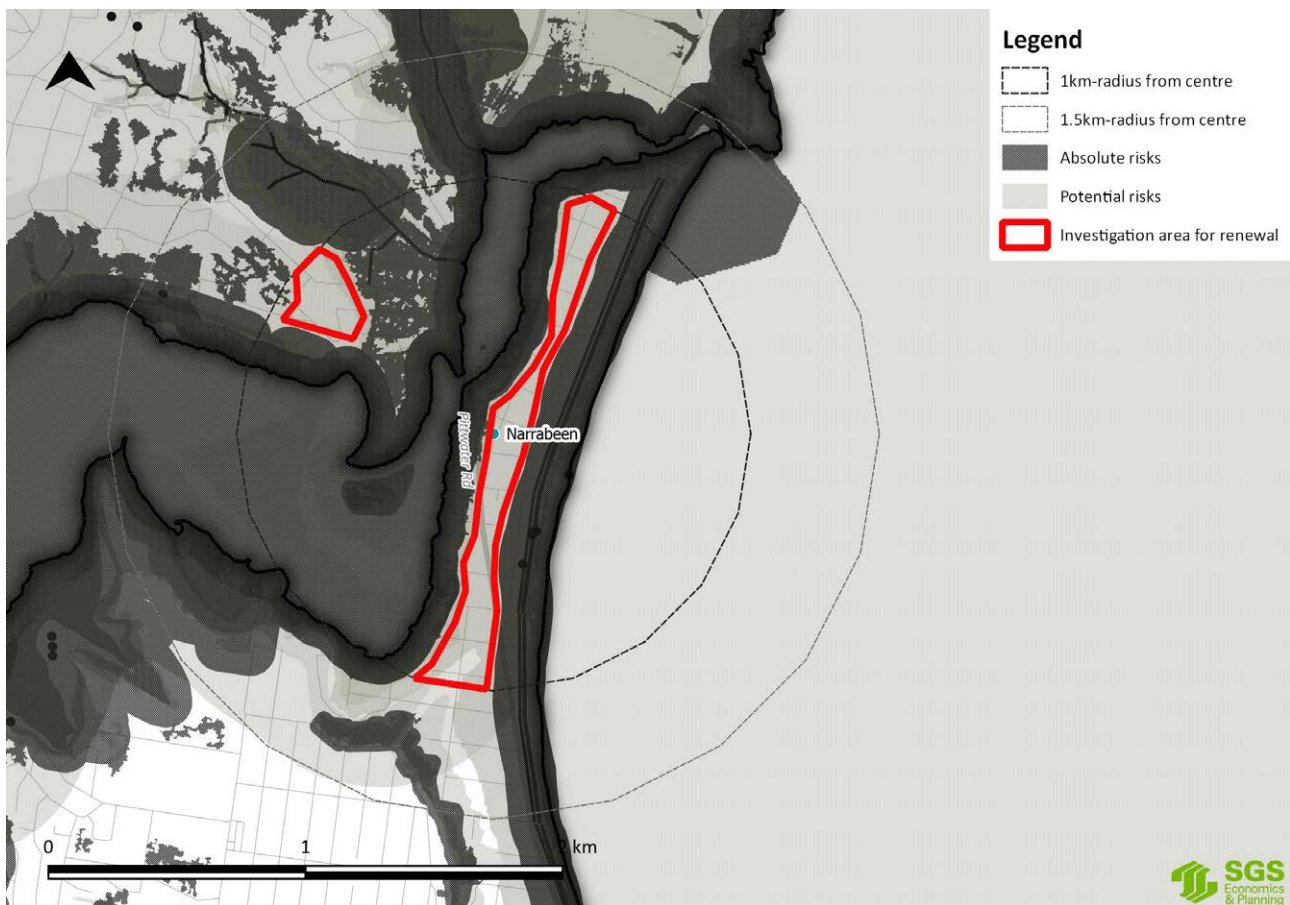 Legend
1km-radius from centre
1.5km-radius from centre
Absolute risks
Potential risks
Investigation area for renewal
Narrabeen
Pittwater Rd
0 1 2 km
SGS
Economics
& Planning